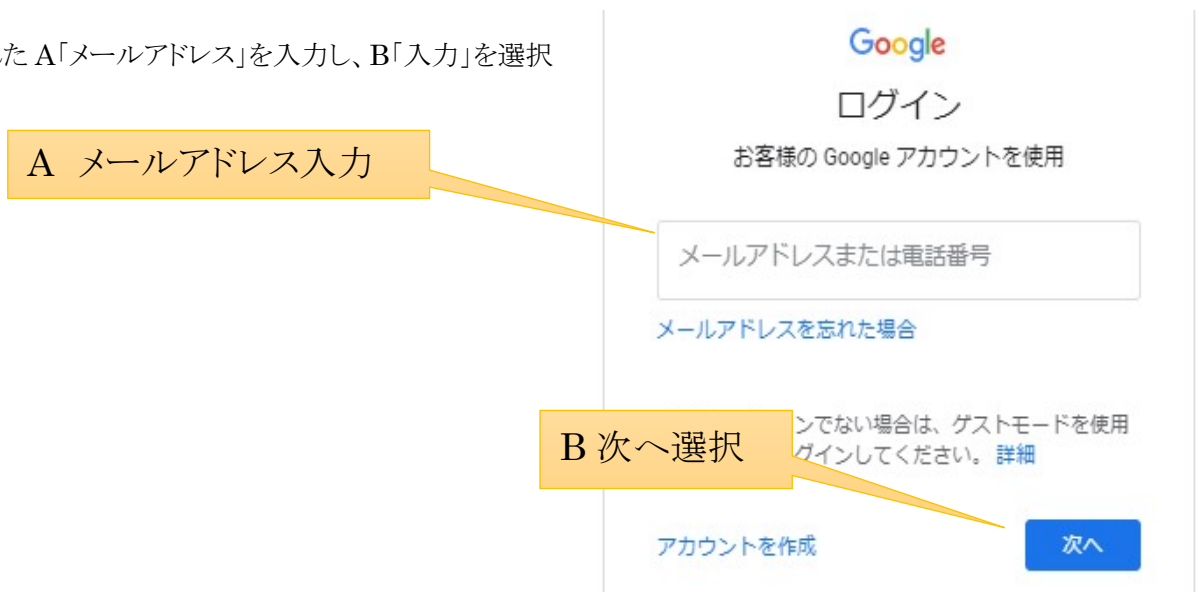 た A「メールアドレス」を入力し、B「入力」を選択
Google
ログイン
お客様の Google アカウントを使用
A メールアドレス入力
メールアドレスまたは電話番号
メールアドレスを忘れた場合
ンでない場合は、ゲストモードを使用
B 次へ選択
グインしてください。 詳細
アカウントを作成
次へ